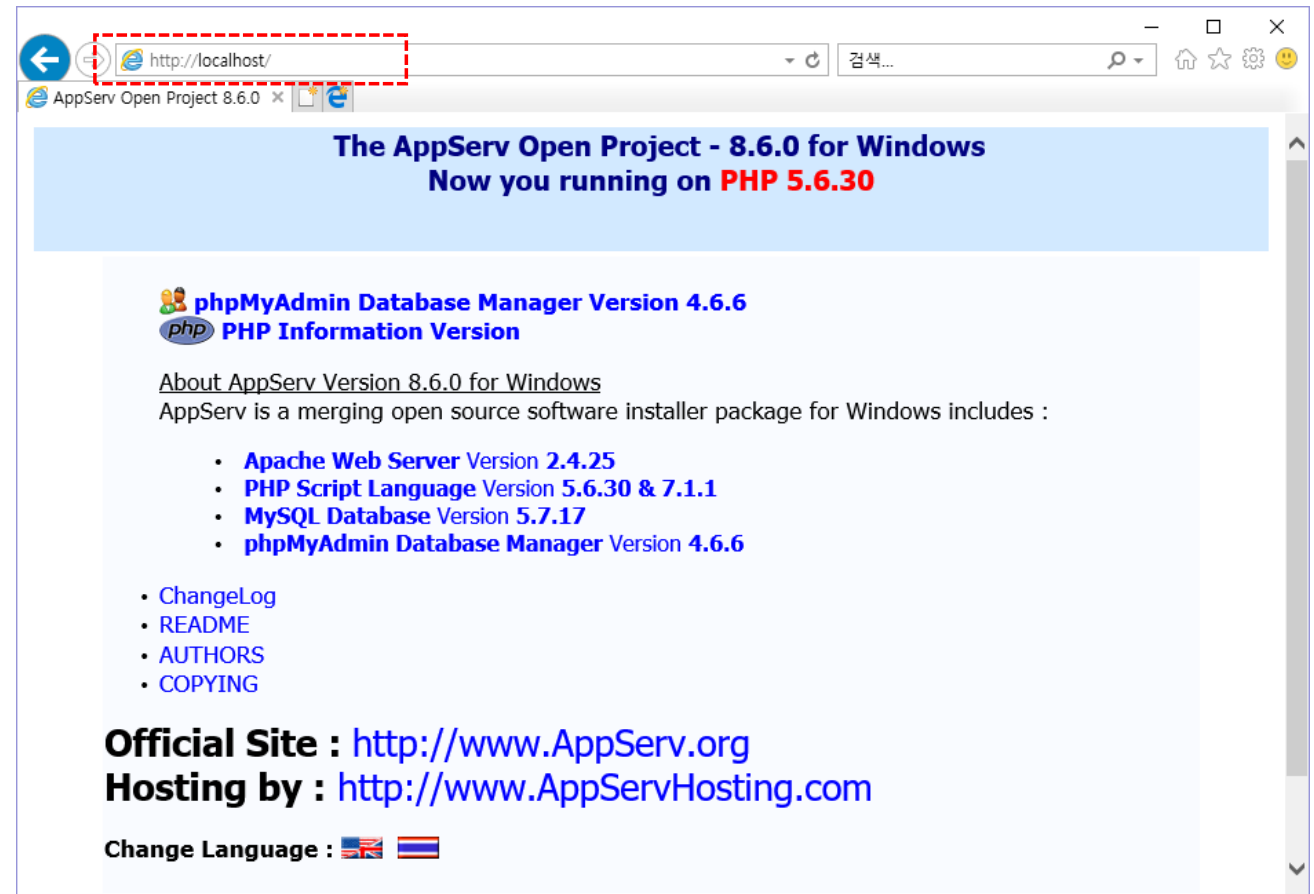 http://localhost/
검색...
AppServ Open Project 8.6.0
The AppServ Open Project - 8.6.0 for Windows
Now you running on PHP 5.6.30
phpMyAdmin Database Manager Version 4.6.6
php PHP Information Version
About AppServ Version 8.6.0 for Windows
AppServ is a merging open source software installer package for Windows includes :
• Apache Web Server Version 2.4.25
• PHP Script Language Version 5.6.30 & 7.1.1
• MySQL Database Version 5.7.17
• phpMyAdmin Database Manager Version 4.6.6
• ChangeLog
• README
• AUTHORS
• COPYING
Official Site : http://www.AppServ.org
Hosting by : http://www.AppServHosting.com
Change Language :